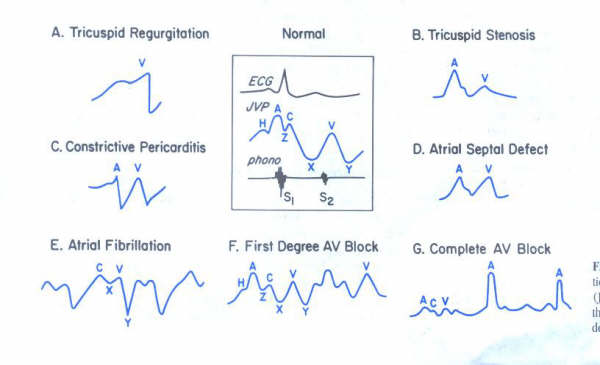 A. Tricuspid Regurgitation
V
Normal
ECG
JVP
H A C
Z
V
X
Y
phono
S1
S2
B. Tricuspid Stenosis
A
V
C. Constrictive Pericarditis
A V
D. Atrial Septal Defect
A V
E. Atrial Fibrillation
C V
X
Y
F. First Degree AV Block
H A C V V
Z
X Y
G. Complete AV Block
A C V A A